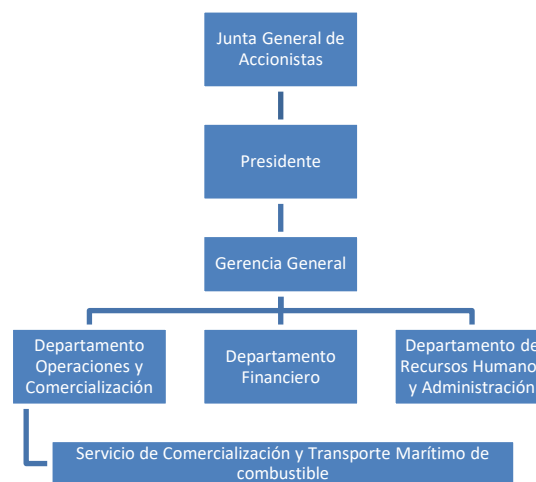 Junta General de
Accionistas
Presidente
Gerencia General
Departamento
Operaciones y
Comercialización
Departamento
Financiero
Departamento de
Recursos Humano
y Administración
Servicio de Comercialización y Transporte Marítimo de
combustible